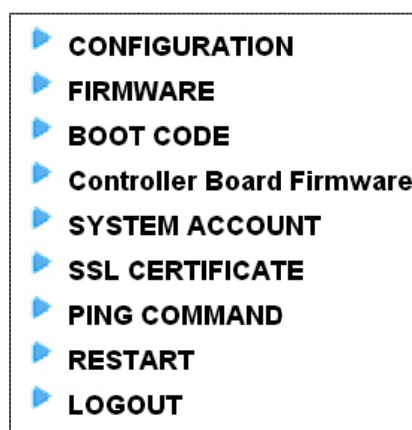 CONFIGURATION
FIRMWARE
BOOT CODE
Controller Board Firmware
SYSTEM ACCOUNT
SSL CERTIFICATE
PING COMMAND
RESTART
LOGOUT